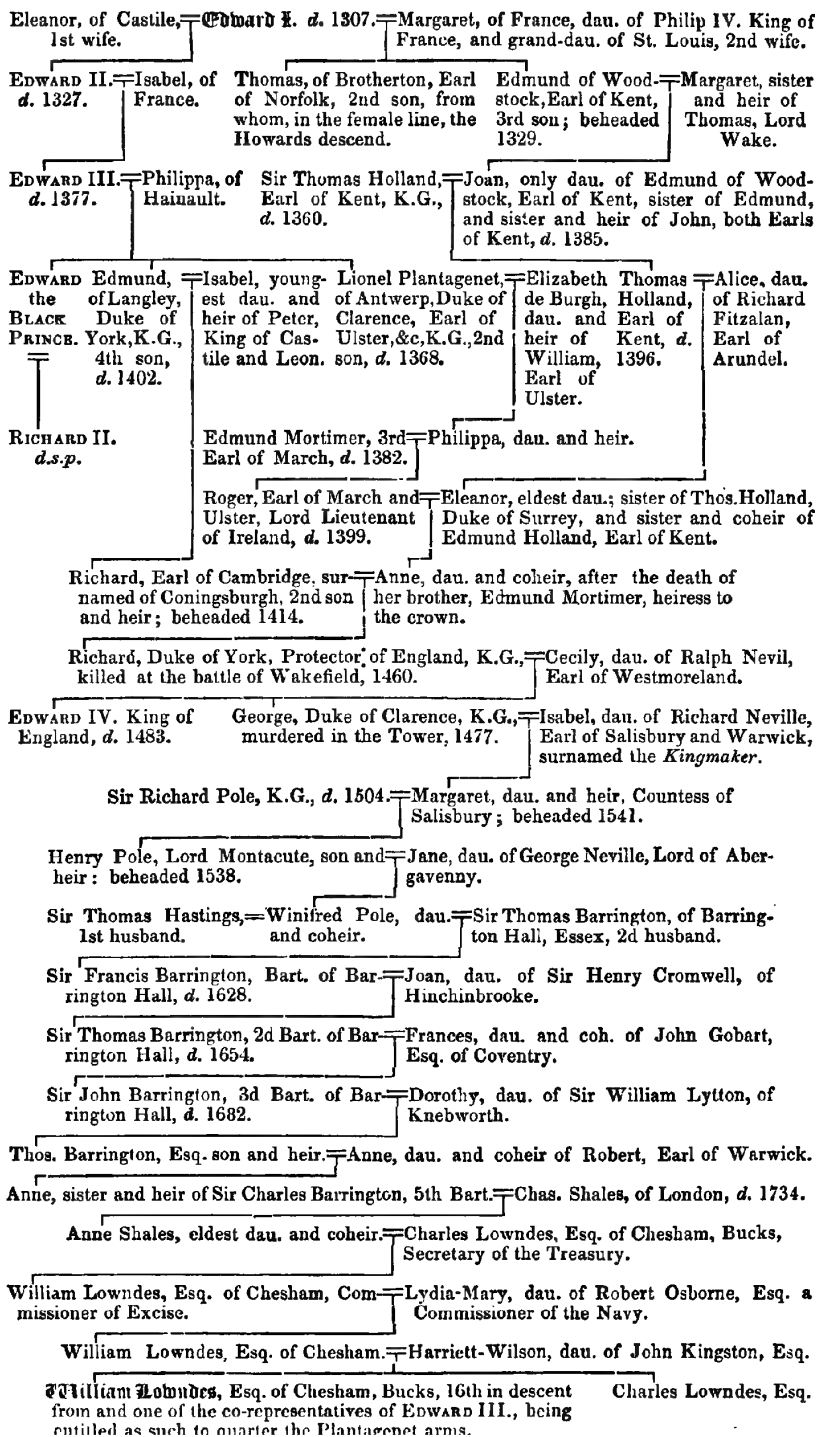 Eleanor, of Castile,
1st wife.
Edward I. d. 1307.
Margaret, of France, dau. of Philip IV. King of
France, and grand-dau. of St. Louis, 2nd wife.
EDWARD II.
d. 1327.
Isabel, of
France.
Thomas, of Brotherton, Earl
of Norfolk, 2nd son, from
whom, in the female line, the
Howards descend.
Edmund of Wood-
stock, Earl of Kent,
3rd son; beheaded
1329.
Margaret, sister
and heir of
Thomas, Lord
Wake.
EDWARD III.
d. 1377.
Philippa, of
Hainault.
Sir Thomas Holland,
Earl of Kent, K.G.,
d. 1360.
Joan, only dau. of Edmund of Wood-
stock, Earl of Kent, sister of Edmund,
and sister and heir of John, both Earls
of Kent, d. 1385.
EDWARD
the
BLACK
PRINCE.
Edmund,
of Langley,
Duke of
York, K.G.,
4th son,
d. 1402.
Isabel, young-
est dau. and
heir of Peter,
King of Cas-
tile and Leon.
Lionel Plantagenet,
of Antwerp, Duke of
Clarence, Earl of
Ulster, &c, K.G., 2nd
son, d. 1368.
Elizabeth
de Burgh,
dau. and
heir of
William,
Earl of
Ulster.
Thomas
Holland,
Earl of
Kent, d.
1396.
Alice, dau.
of Richard
Fitzalan,
Earl of
Arundel.
RICHARD II.
d.s.p.
Edmund Mortimer, 3rd
Earl of March, d. 1382.
Philippa, dau. and heir.
Roger, Earl of March and
Ulster, Lord Lieutenant
of Ireland, d. 1399.
Eleanor, eldest dau.; sister of Thos. Holland,
Duke of Surrey, and sister and coheir of
Edmund Holland, Earl of Kent.
Richard, Earl of Cambridge, sur-
named of Coningsburgh, 2nd son
and heir; beheaded 1414.
Anne, dau. and coheir, after the death of
her brother, Edmund Mortimer, heiress to
the crown.
Richard, Duke of York, Protector of England, K.G.,
killed at the battle of Wakefield, 1460.
Cecily, dau. of Ralph Nevil,
Earl of Westmoreland.
EDWARD IV. King of
England, d. 1483.
George, Duke of Clarence, K.G.,
murdered in the Tower, 1477.
Isabel, dau. of Richard Neville,
Earl of Salisbury and Warwick,
surnamed the Kingmaker.
Sir Richard Pole, K.G., d. 1504.
Margaret, dau. and heir, Countess of
Salisbury; beheaded 1541.
Henry Pole, Lord Montacute, son and
heir: beheaded 1538.
Jane, dau. of George Neville, Lord of Aber-
gavenny.
Sir Thomas Hastings,
1st husband.
Winifred Pole, dau.
and coheir.
Sir Thomas Barrington, of Barring-
ton Hall, Essex, 2d husband.
Sir Francis Barrington, Bart. of Bar-
rington Hall, d. 1628.
Joan, dau. of Sir Henry Cromwell, of
Hinchinbrooke.
Sir Thomas Barrington, 2d Bart. of Bar-
rington Hall, d. 1654.
Frances, dau. and coh. of John Gobart,
Esq. of Coventry.
Sir John Barrington, 3d Bart. of Bar-
rington Hall, d. 1682.
Dorothy, dau. of Sir William Lytton, of
Knebworth.
Thos. Barrington, Esq. son and heir.
Anne, dau. and coheir of Robert, Earl of Warwick.
Anne, sister and heir of Sir Charles Barrington, 5th Bart.
Chas. Shales, of London, d. 1734.
Anne Shales, eldest dau. and coheir.
Charles Lowndes, Esq. of Chesham, Bucks,
Secretary of the Treasury.
William Lowndes, Esq. of Chesham, Com-
missioner of Excise.
Lydia-Mary, dau. of Robert Osborne, Esq. a
Commissioner of the Navy.
William Lowndes, Esq. of Chesham.
Harriett-Wilson, dau. of John Kingston, Esq.
William Lowndes, Esq. of Chesham, Bucks, 16th in descent
from and one of the co-representatives of EDWARD III., being
entitled as such to quarter the Plantagenet arms.
Charles Lowndes, Esq.